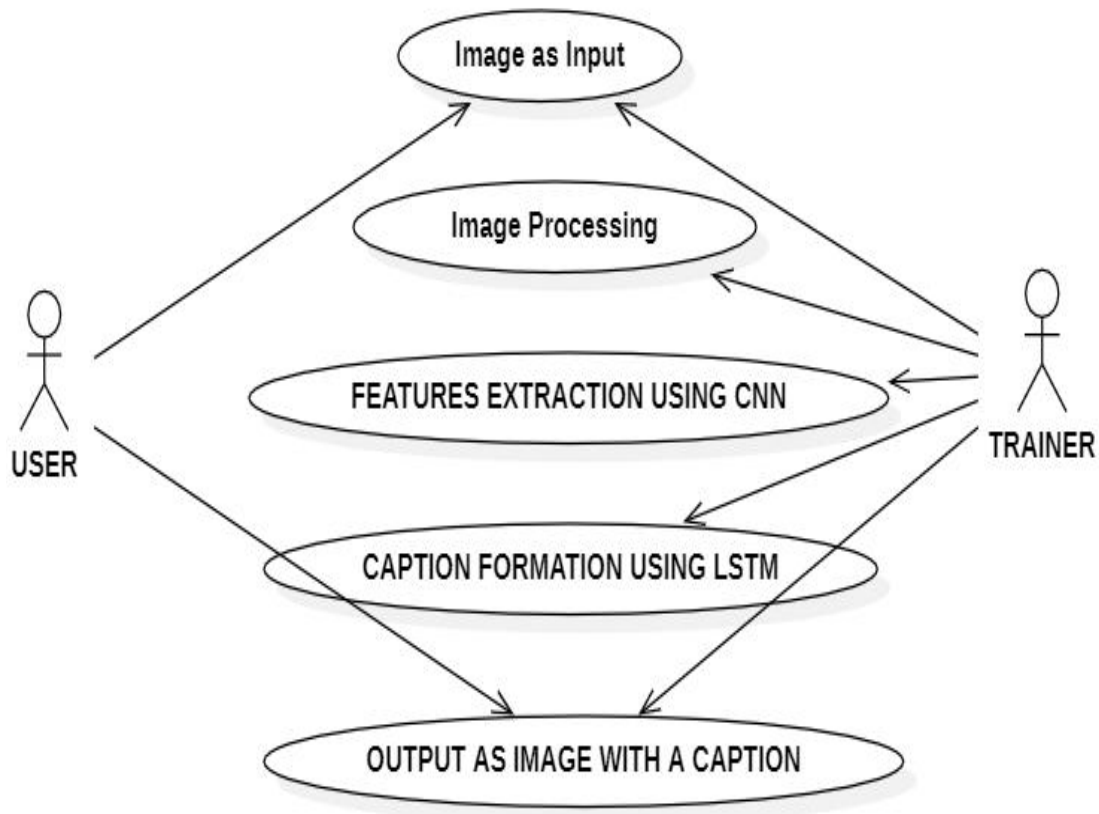 Image as Input
Image Processing
FEATURES EXTRACTION USING CNN
USER
TRAINER
CAPTION FORMATION USING LSTM
OUTPUT AS IMAGE WITH A CAPTION